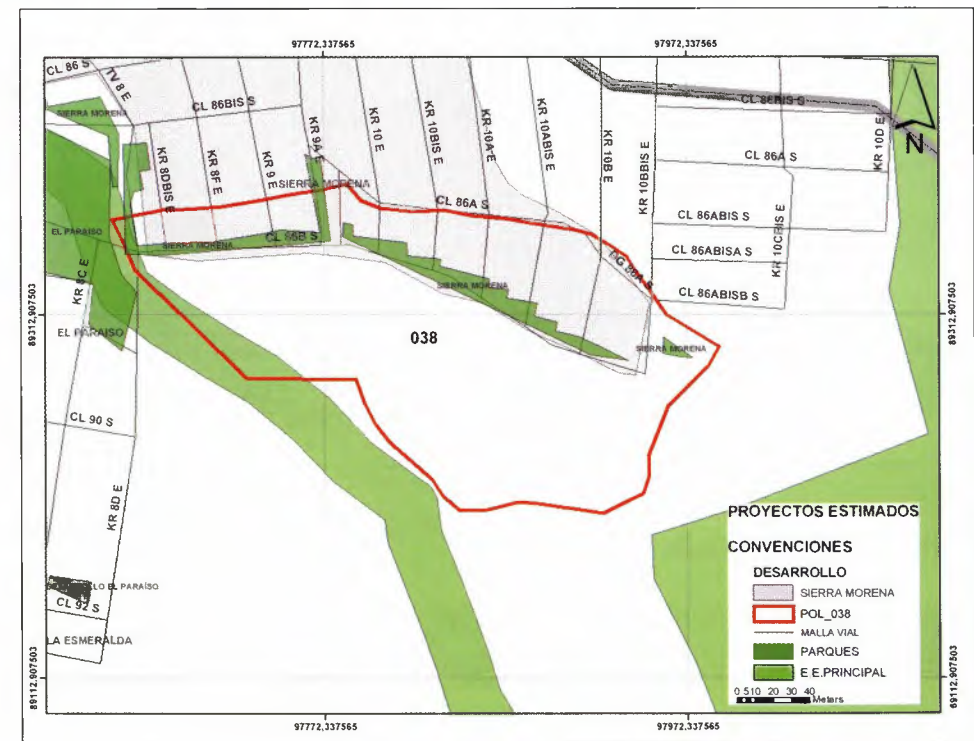 97772,337565
97972,337565
CL 86 S
TV 8 E
CL 86BIS S
CL 86BIS S
SIERRA MORENA
KR 8DBIS E
KR 8F E
KR 9 E
KR 9A E
KR 10 E
KR 10BIS E
KR 10A E
KR 10ABIS E
KR 10B E
KR 10BBIS E
KR 10CBIS E
KR 10D E
N
CL 86A S
SIERRA MORENA
CL 86A S
CL 86ABIS S
EL PARAISO
SIERRA MORENA
CL 86B S
CL 86ABISA S
DG 86A S
KR 8C E
SIERRA MORENA
CL 86ABISB S
89312,907503
89312,907503
EL PARAISO
038
SIERRA MORENA
CL 90 S
KR 8D E
PROYECTOS ESTIMADOS
CONVENCIONES
DESARROLLO
SIERRA MORENA
POL_038
MALLA VIAL
PARQUES
E.E.PRINCIPAL
0 5 10 20 30 40
Meters
LO EL PARAÍSO
CL 92 S
LA ESMERALDA
89112,907503
89112,907503
97772,337565
97972,337565